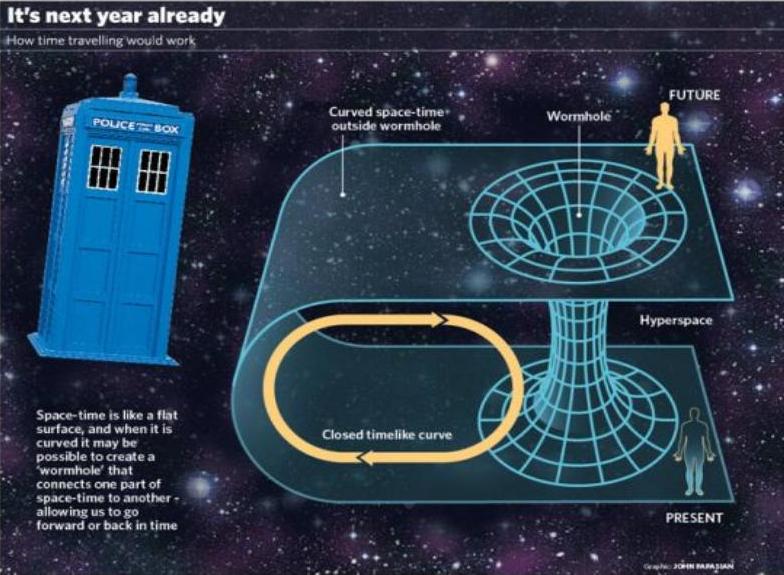 It's next year already
How time travelling would work
POLICE BOX
Curved space-time
outside wormhole
Wormhole
FUTURE
Hyperspace
Closed timelike curve
Space-time is like a flat
surface, and when it is
curved it may be
possible to create a
'wormhole' that
connects one part of
space-time to another -
allowing us to go
forward or back in time
PRESENT
Graphic: JOHN PAPASIAN